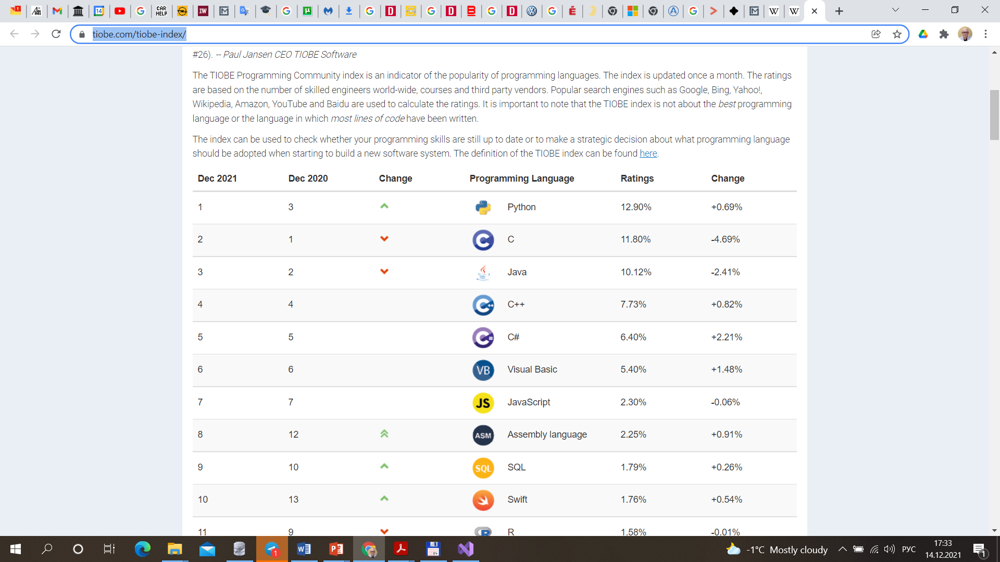 1 14 CAR HELP IW D D B D É W W
tiobe.com/tiobe-index/
#26). -- Paul Jansen CEO TIOBE Software
The TIOBE Programming Community index is an indicator of the popularity of programming languages. The index is updated once a month. The ratings
are based on the number of skilled engineers world-wide, courses and third party vendors. Popular search engines such as Google, Bing, Yahoo!,
Wikipedia, Amazon, YouTube and Baidu are used to calculate the ratings. It is important to note that the TIOBE index is not about the best programming
language or the language in which most lines of code have been written.
The index can be used to check whether your programming skills are still up to date or to make a strategic decision about what programming language
should be adopted when starting to build a new software system. The definition of the TIOBE index can be found here.
Dec 2021 Dec 2020 Change Programming Language Ratings Change
1 3 Python 12.90% +0.69%
2 1 C C 11.80% -4.69%
3 2 Java 10.12% -2.41%
4 4 C++ C++ 7.73% +0.82%
5 5 C# C# 6.40% +2.21%
6 6 VB Visual Basic 5.40% +1.48%
7 7 JS JavaScript 2.30% -0.06%
8 12 ASM Assembly language 2.25% +0.91%
9 10 SQL SQL 1.79% +0.26%
10 13 Swift 1.76% +0.54%
11 9 R R 1.58% -0.01%
1 64 -1°C Mostly cloudy РУС 17:33
14.12.2021 1